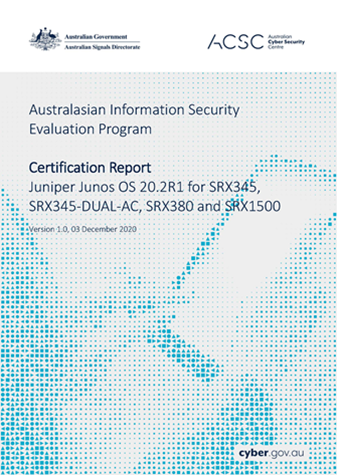 Australian Government
Australian Signals Directorate
ACSC
Australian
Cyber Security
Centre
Australasian Information Security
Evaluation Program
Certification Report
Juniper Junos OS 20.2R1 for SRX345,
SRX345-DUAL-AC, SRX380 and SRX1500
Version 1.0, 03 December 2020
cyber.gov.au